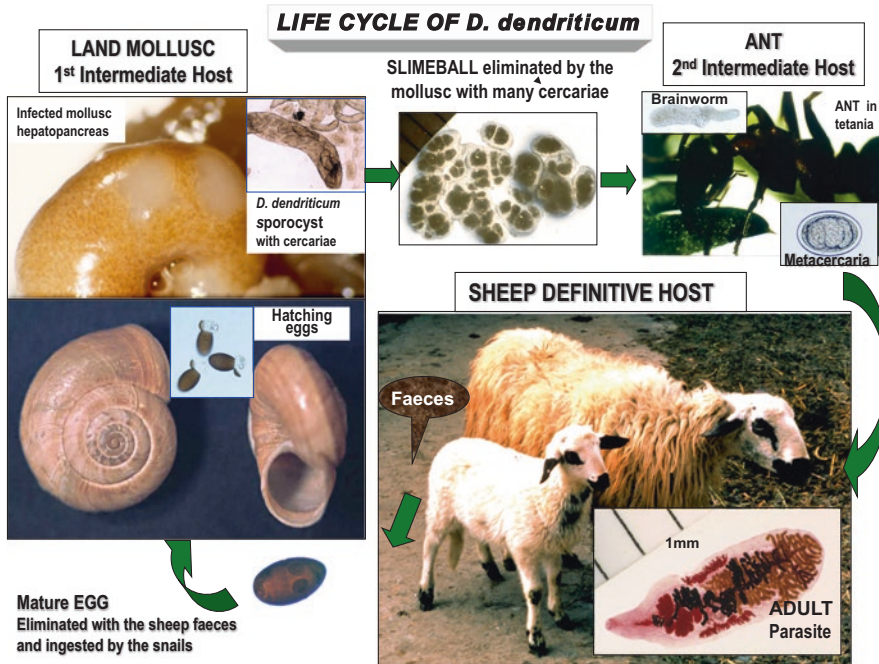 LIFE CYCLE OF D. dendriticum
LAND MOLLUSC
1st Intermediate Host
Infected mollusc
hepatopancreas
D. dendriticum
sporocyst
with cercariae
SLIMEBALL eliminated by the
mollusc with many cercariae
ANT
2nd Intermediate Host
Brainworm
ANT in
tetania
Metacercaria
SHEEP DEFINITIVE HOST
Faeces
1mm
ADULT
Parasite
Hatching
eggs
Mature EGG
Eliminated with the sheep faeces
and ingested by the snails